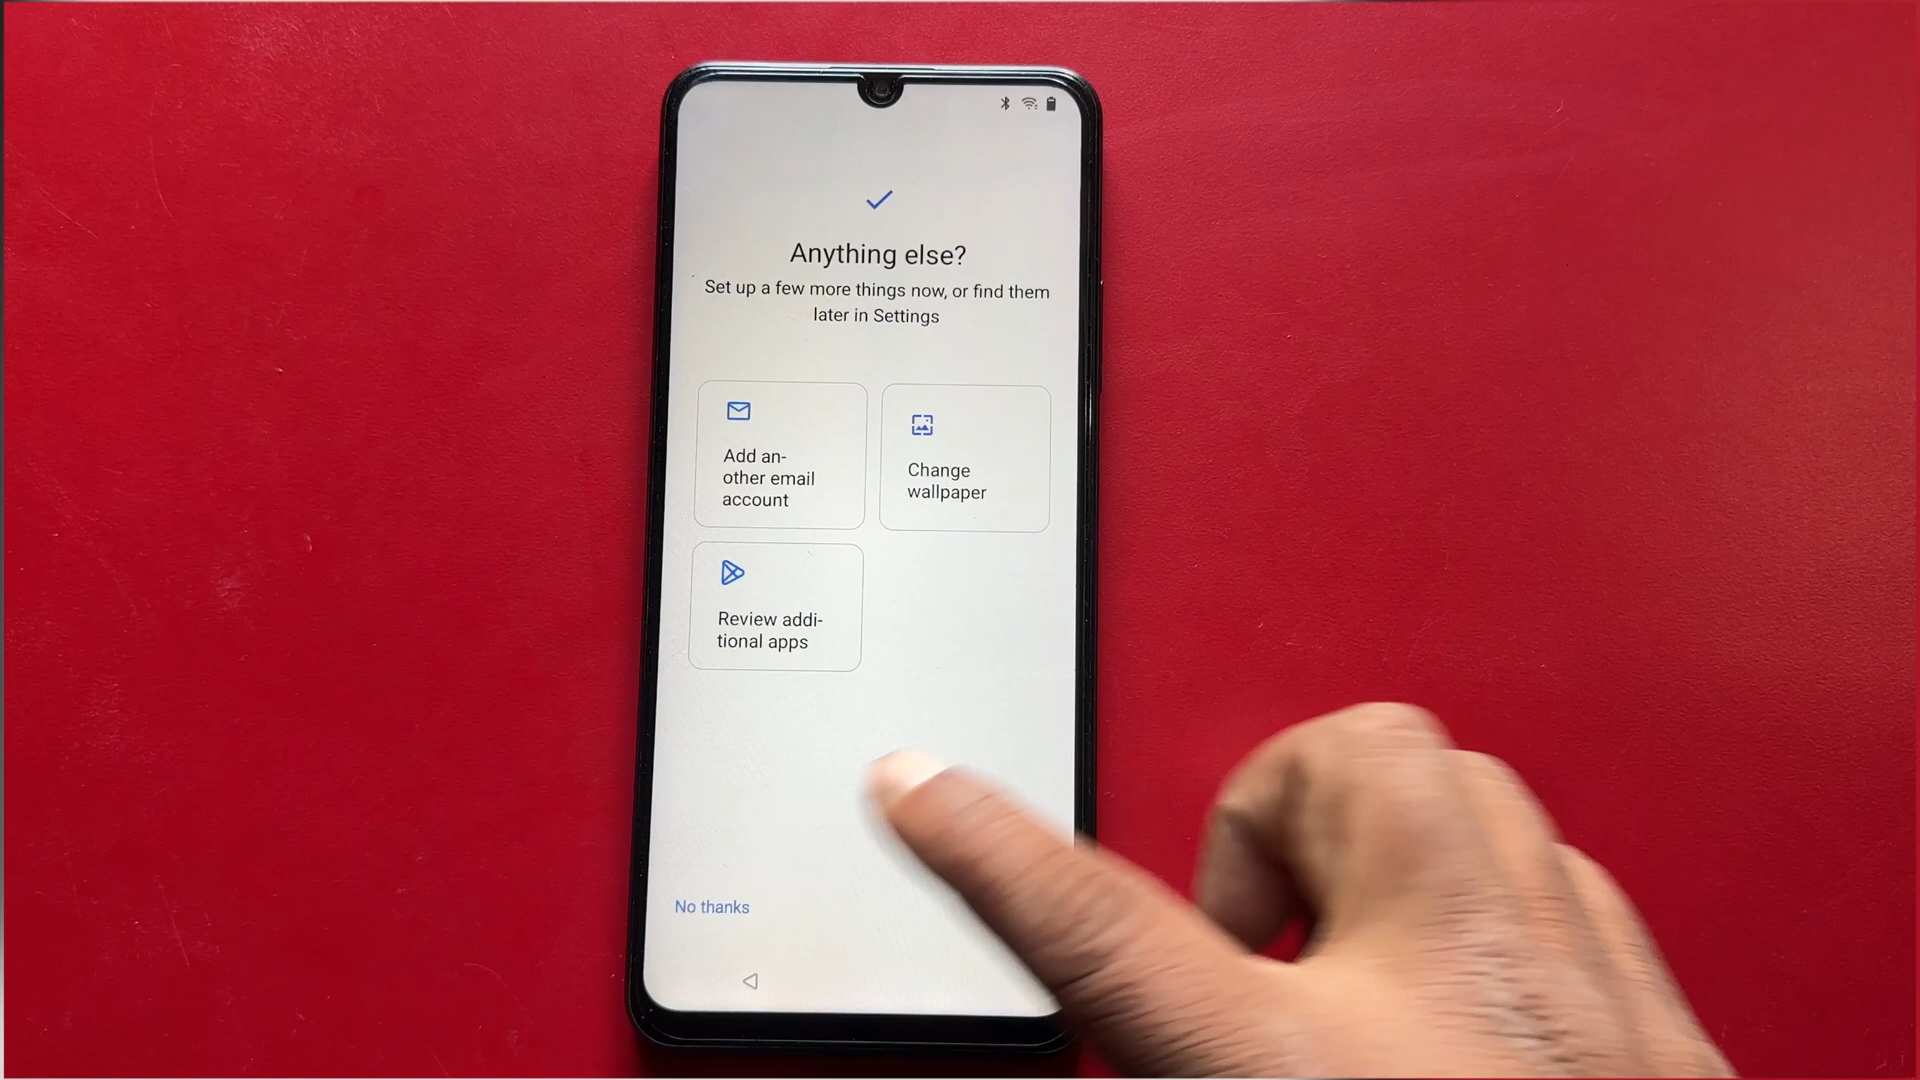 Anything else?
Set up a few more things now, or find them
later in Settings
Add an-
other email
account
Change
wallpaper
Review addi-
tional apps
No thanks